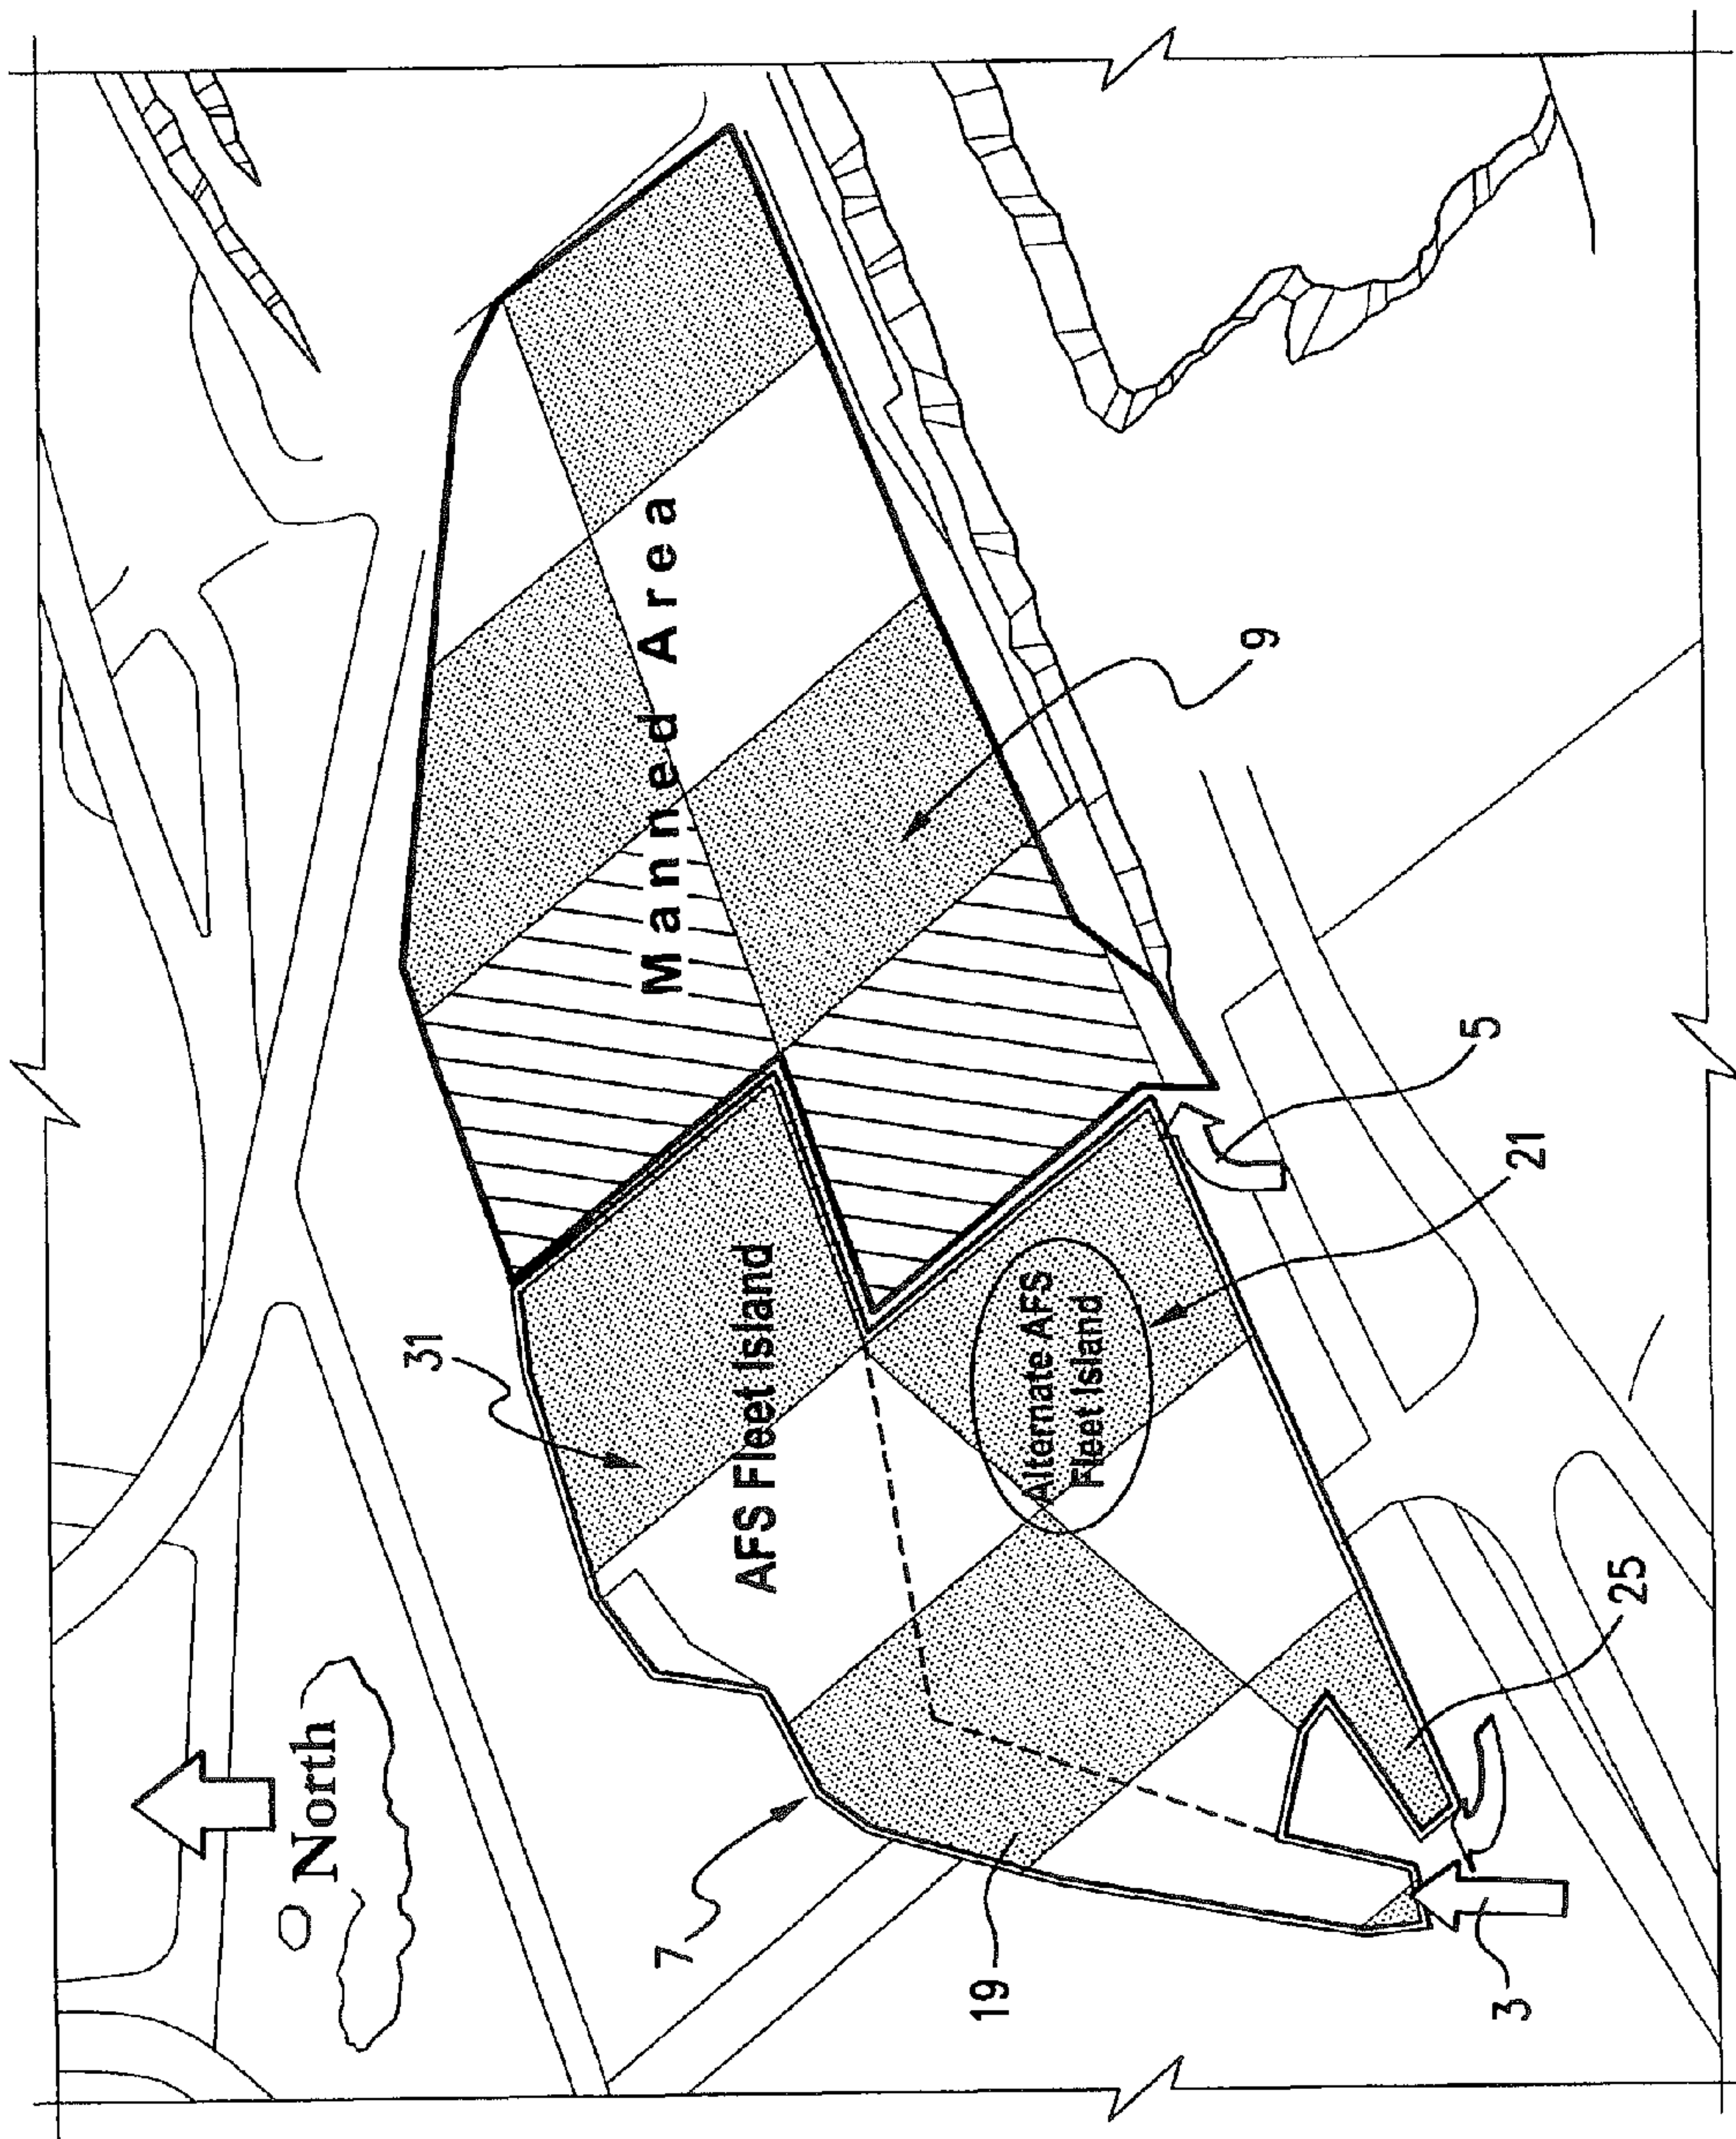 North
31
7
19
3
AFS Fleet Island
Manned Area
Alternate AFS
Fleet Island
9
5
21
25